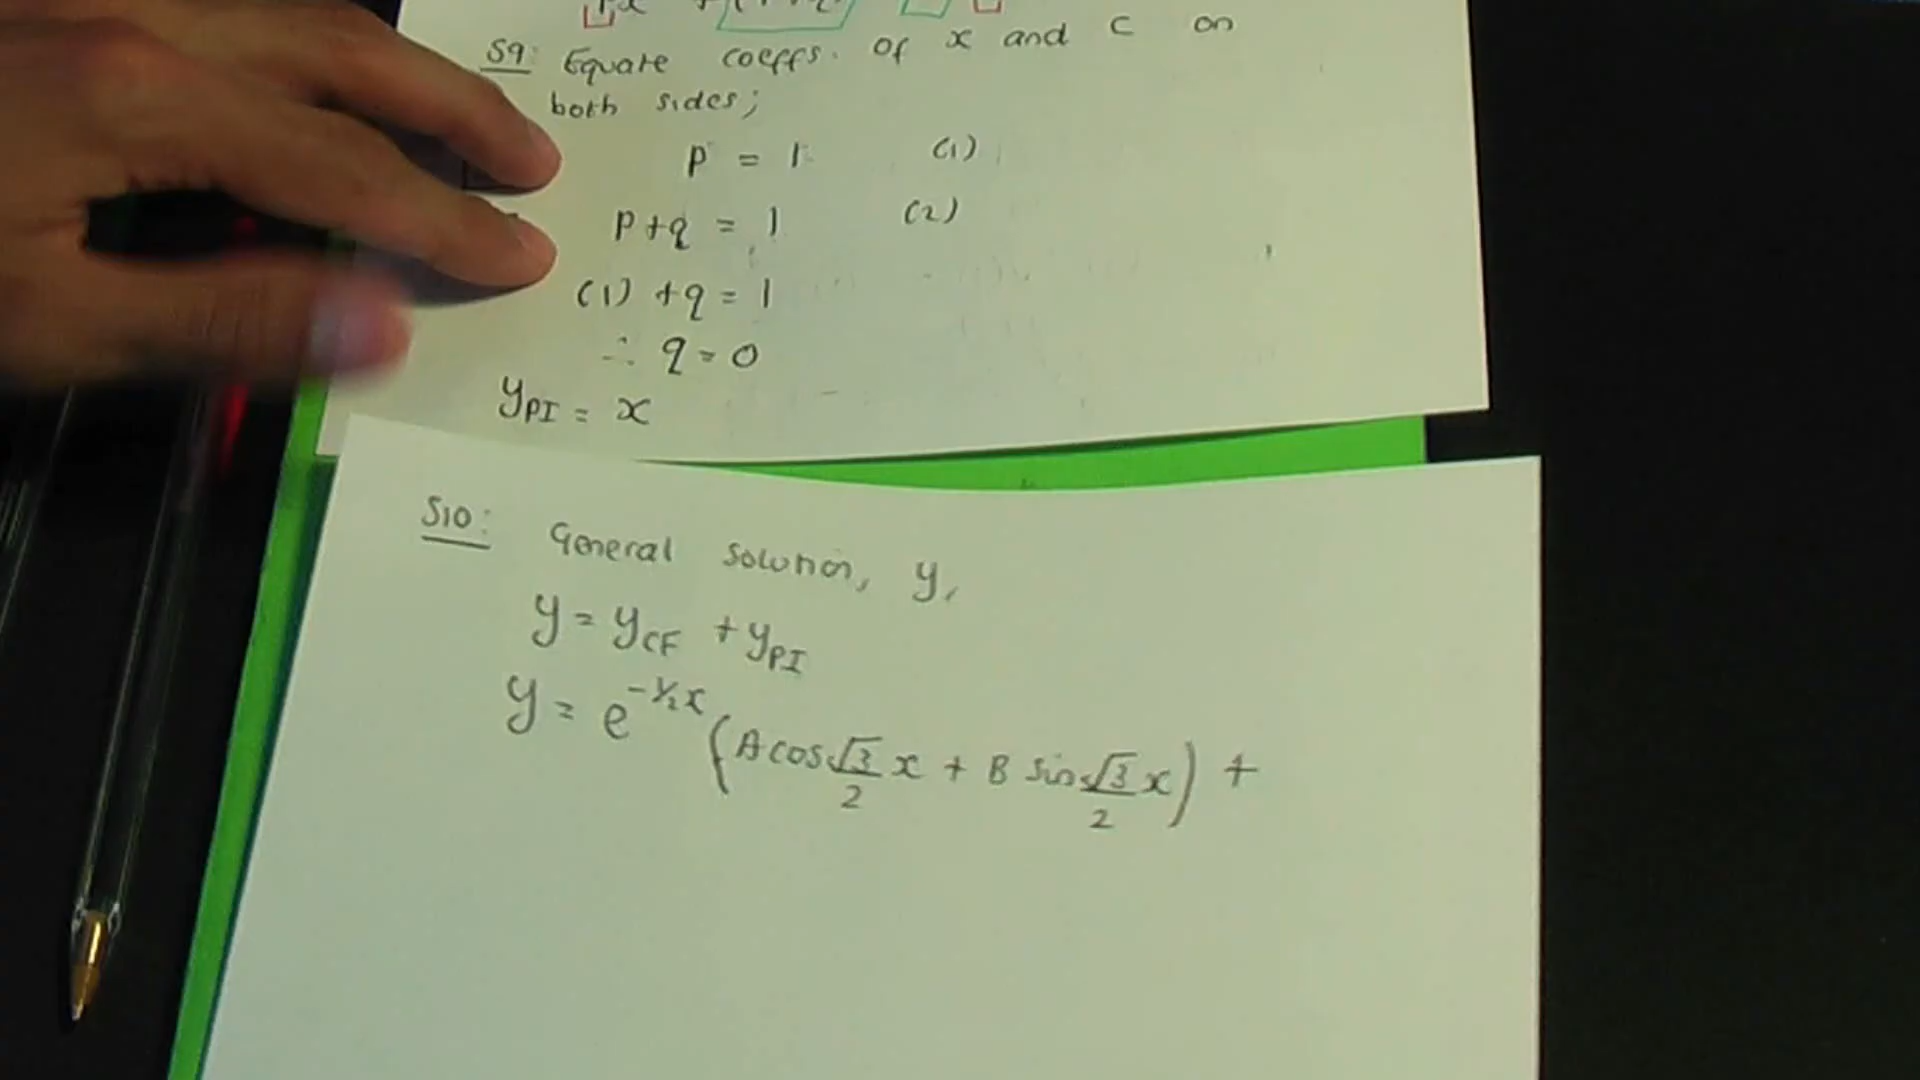 S9: Equate coeffs. of x and c on
both sides;
p = 1 (1)
p+q = 1 (2)
(1) +q = 1
∴ q = 0
y_PI = x
S10: General solution, y,
y = y_CF + y_PI
y = e^{-1/2 x} (A cos √3/2 x + B sin √3/2 x) +